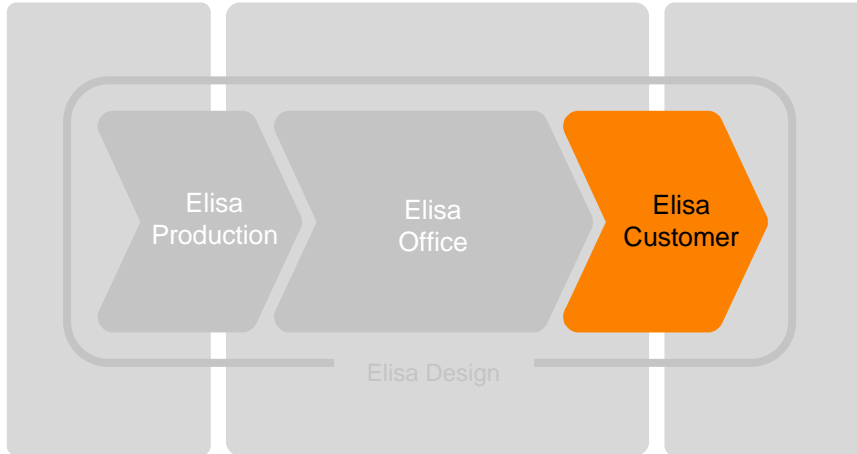 Elisa
Production
Elisa
Office
Elisa
Customer
Elisa Design